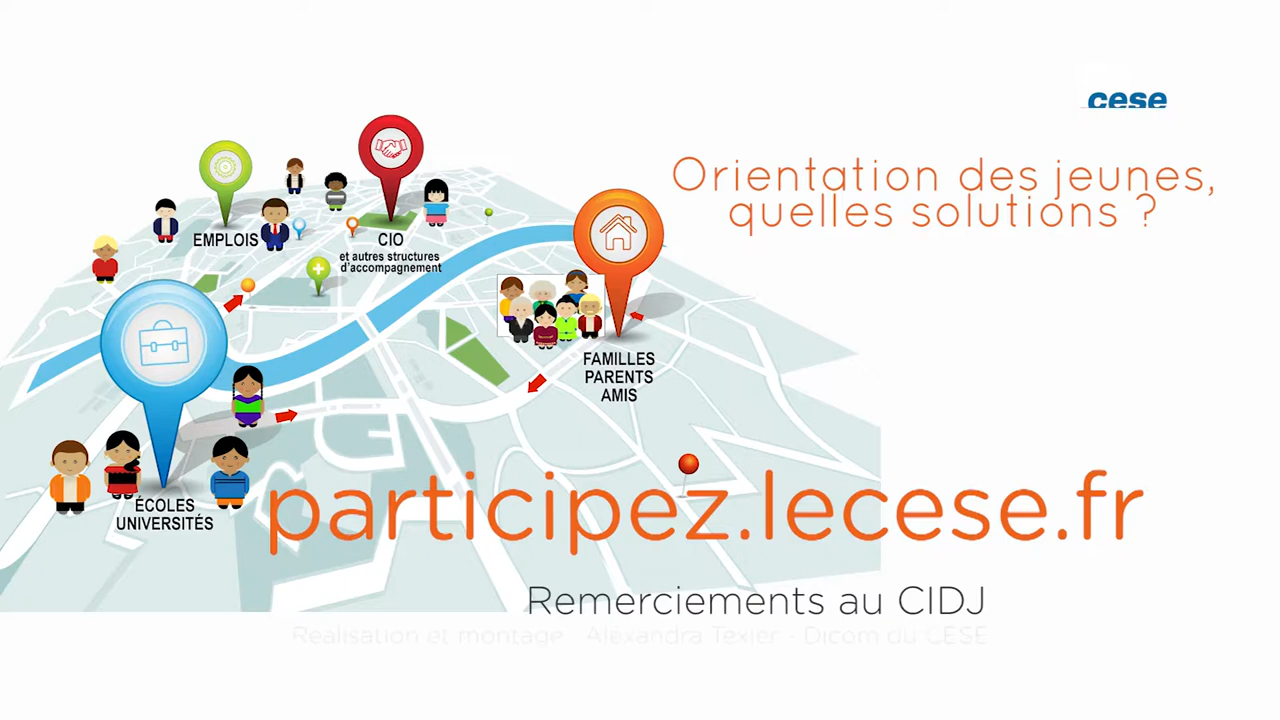 cese
Orientation des jeunes,
quelles solutions ?
EMPLOIS
CIO
et autres structures
d'accompagnement
FAMILLES
PARENTS
AMIS
ÉCOLES
UNIVERSITÉS
participez.lecese.fr
Remerciements au CIDJ
Réalisation et montage Alexandra Texier - Dicom du CESE